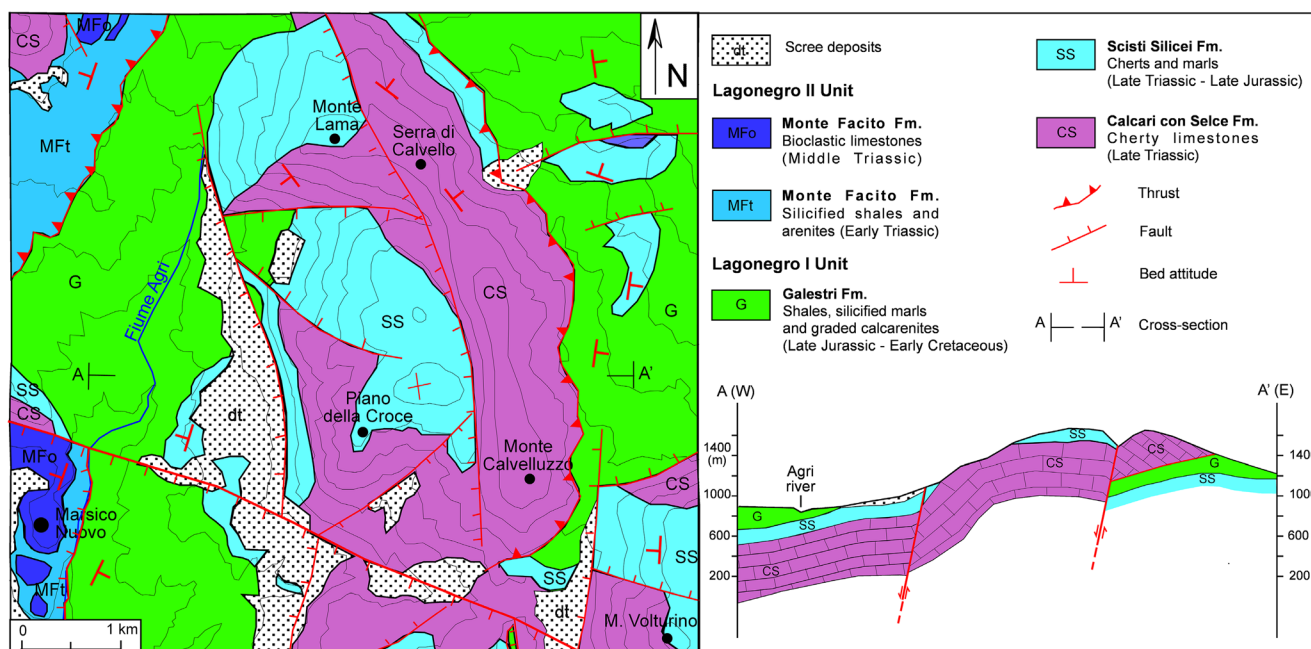 CS
MFo
MFt
Monte
Lama
Serra di
Calvello
N
G
Fiume Agri
SS
CS
G
A
A'
SS
CS
dt
Piano
della Croce
MFo
Monte
Calvelluzzo
CS
Marsico
Nuovo
SS
SS
MFt
dt
M. Volturino
0 1 km
dt
Scree deposits
Lagonegro II Unit
MFo
Monte Facito Fm.
Bioclastic limestones
(Middle Triassic)
MFt
Monte Facito Fm.
Silicified shales and
arenites (Early Triassic)
Lagonegro I Unit
G
Galestri Fm.
Shales, silicified marls
and graded calcarenites
(Late Jurassic - Early Cretaceous)
SS
Scisti Silicei Fm.
Cherts and marls
(Late Triassic - Late Jurassic)
CS
Calcari con Selce Fm.
Cherty limestones
(Late Triassic)
Thrust
Fault
Bed attitude
A A'
Cross-section
A (W)
A' (E)
1400
(m)
1000
600
200
Agri
river
G
SS
CS
CS
SS
CS
G
SS
1400
100
600
200